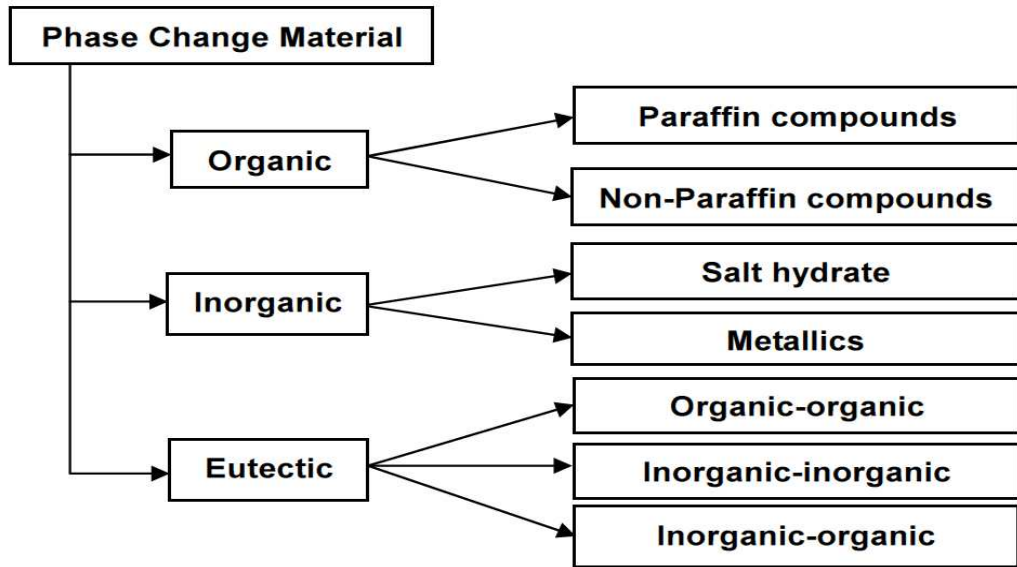 Phase Change Material
Organic
Paraffin compounds
Non-Paraffin compounds
Inorganic
Salt hydrate
Metallics
Eutectic
Organic-organic
Inorganic-inorganic
Inorganic-organic